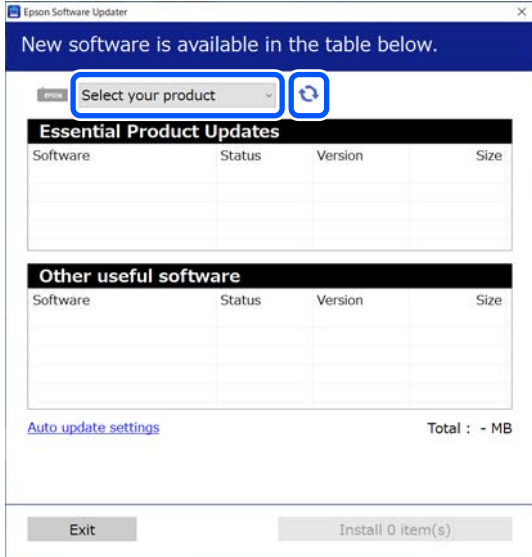 Epson Software Updater
New software is available in the table below.
EPSON Select your product
Essential Product Updates
Software Status Version Size
Other useful software
Software Status Version Size
Auto update settings Total : - MB
Exit Install 0 item(s)